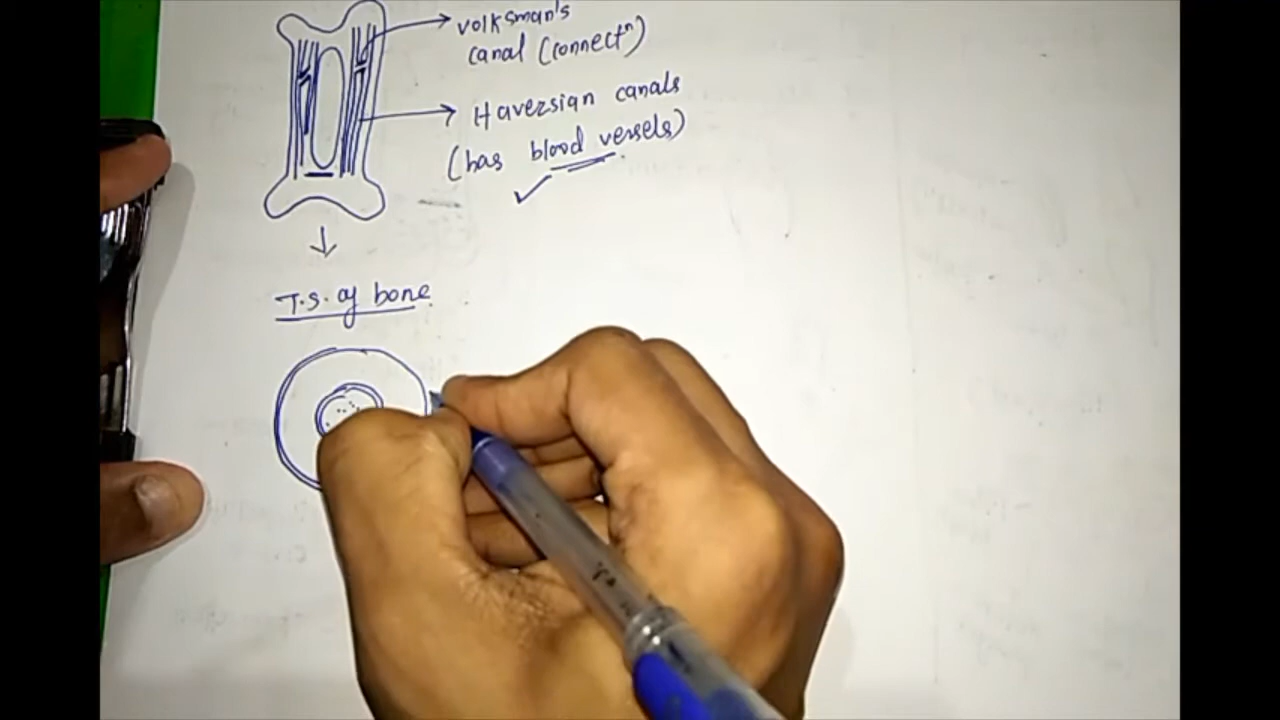 volksman's
canal (connectⁿ)
Haversian canals
(has blood vessels)
T.S. of bone